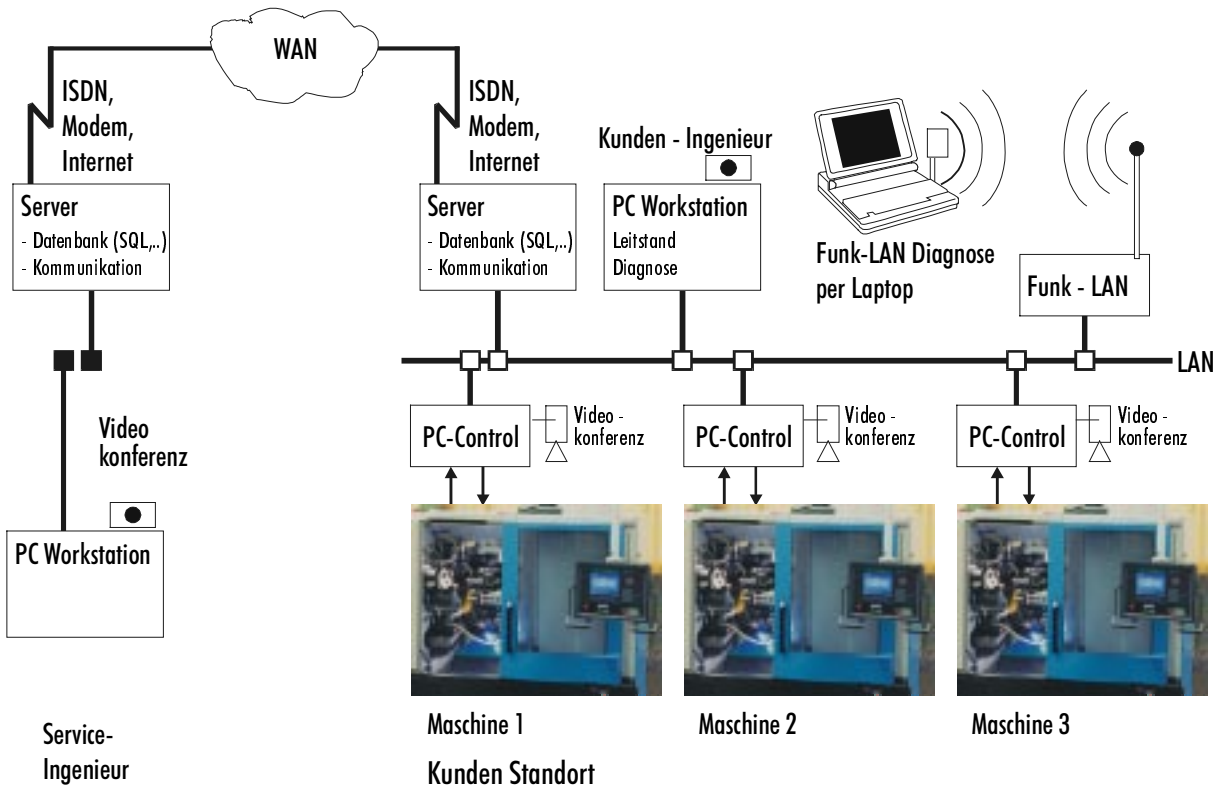 WAN
ISDN,
Modem,
Internet
ISDN,
Modem,
Internet
Kunden - Ingenieur
Server
- Datenbank (SQL,..)
- Kommunikation
Server
- Datenbank (SQL,..)
- Kommunikation
PC Workstation
Leitstand
Diagnose
Funk-LAN Diagnose
per Laptop
Funk - LAN
LAN
Video
konferenz
PC Workstation
PC-Control
Video -
konferenz
PC-Control
Video -
konferenz
PC-Control
Video -
konferenz
Maschine 1
Maschine 2
Maschine 3
Service-
Ingenieur
Kunden Standort